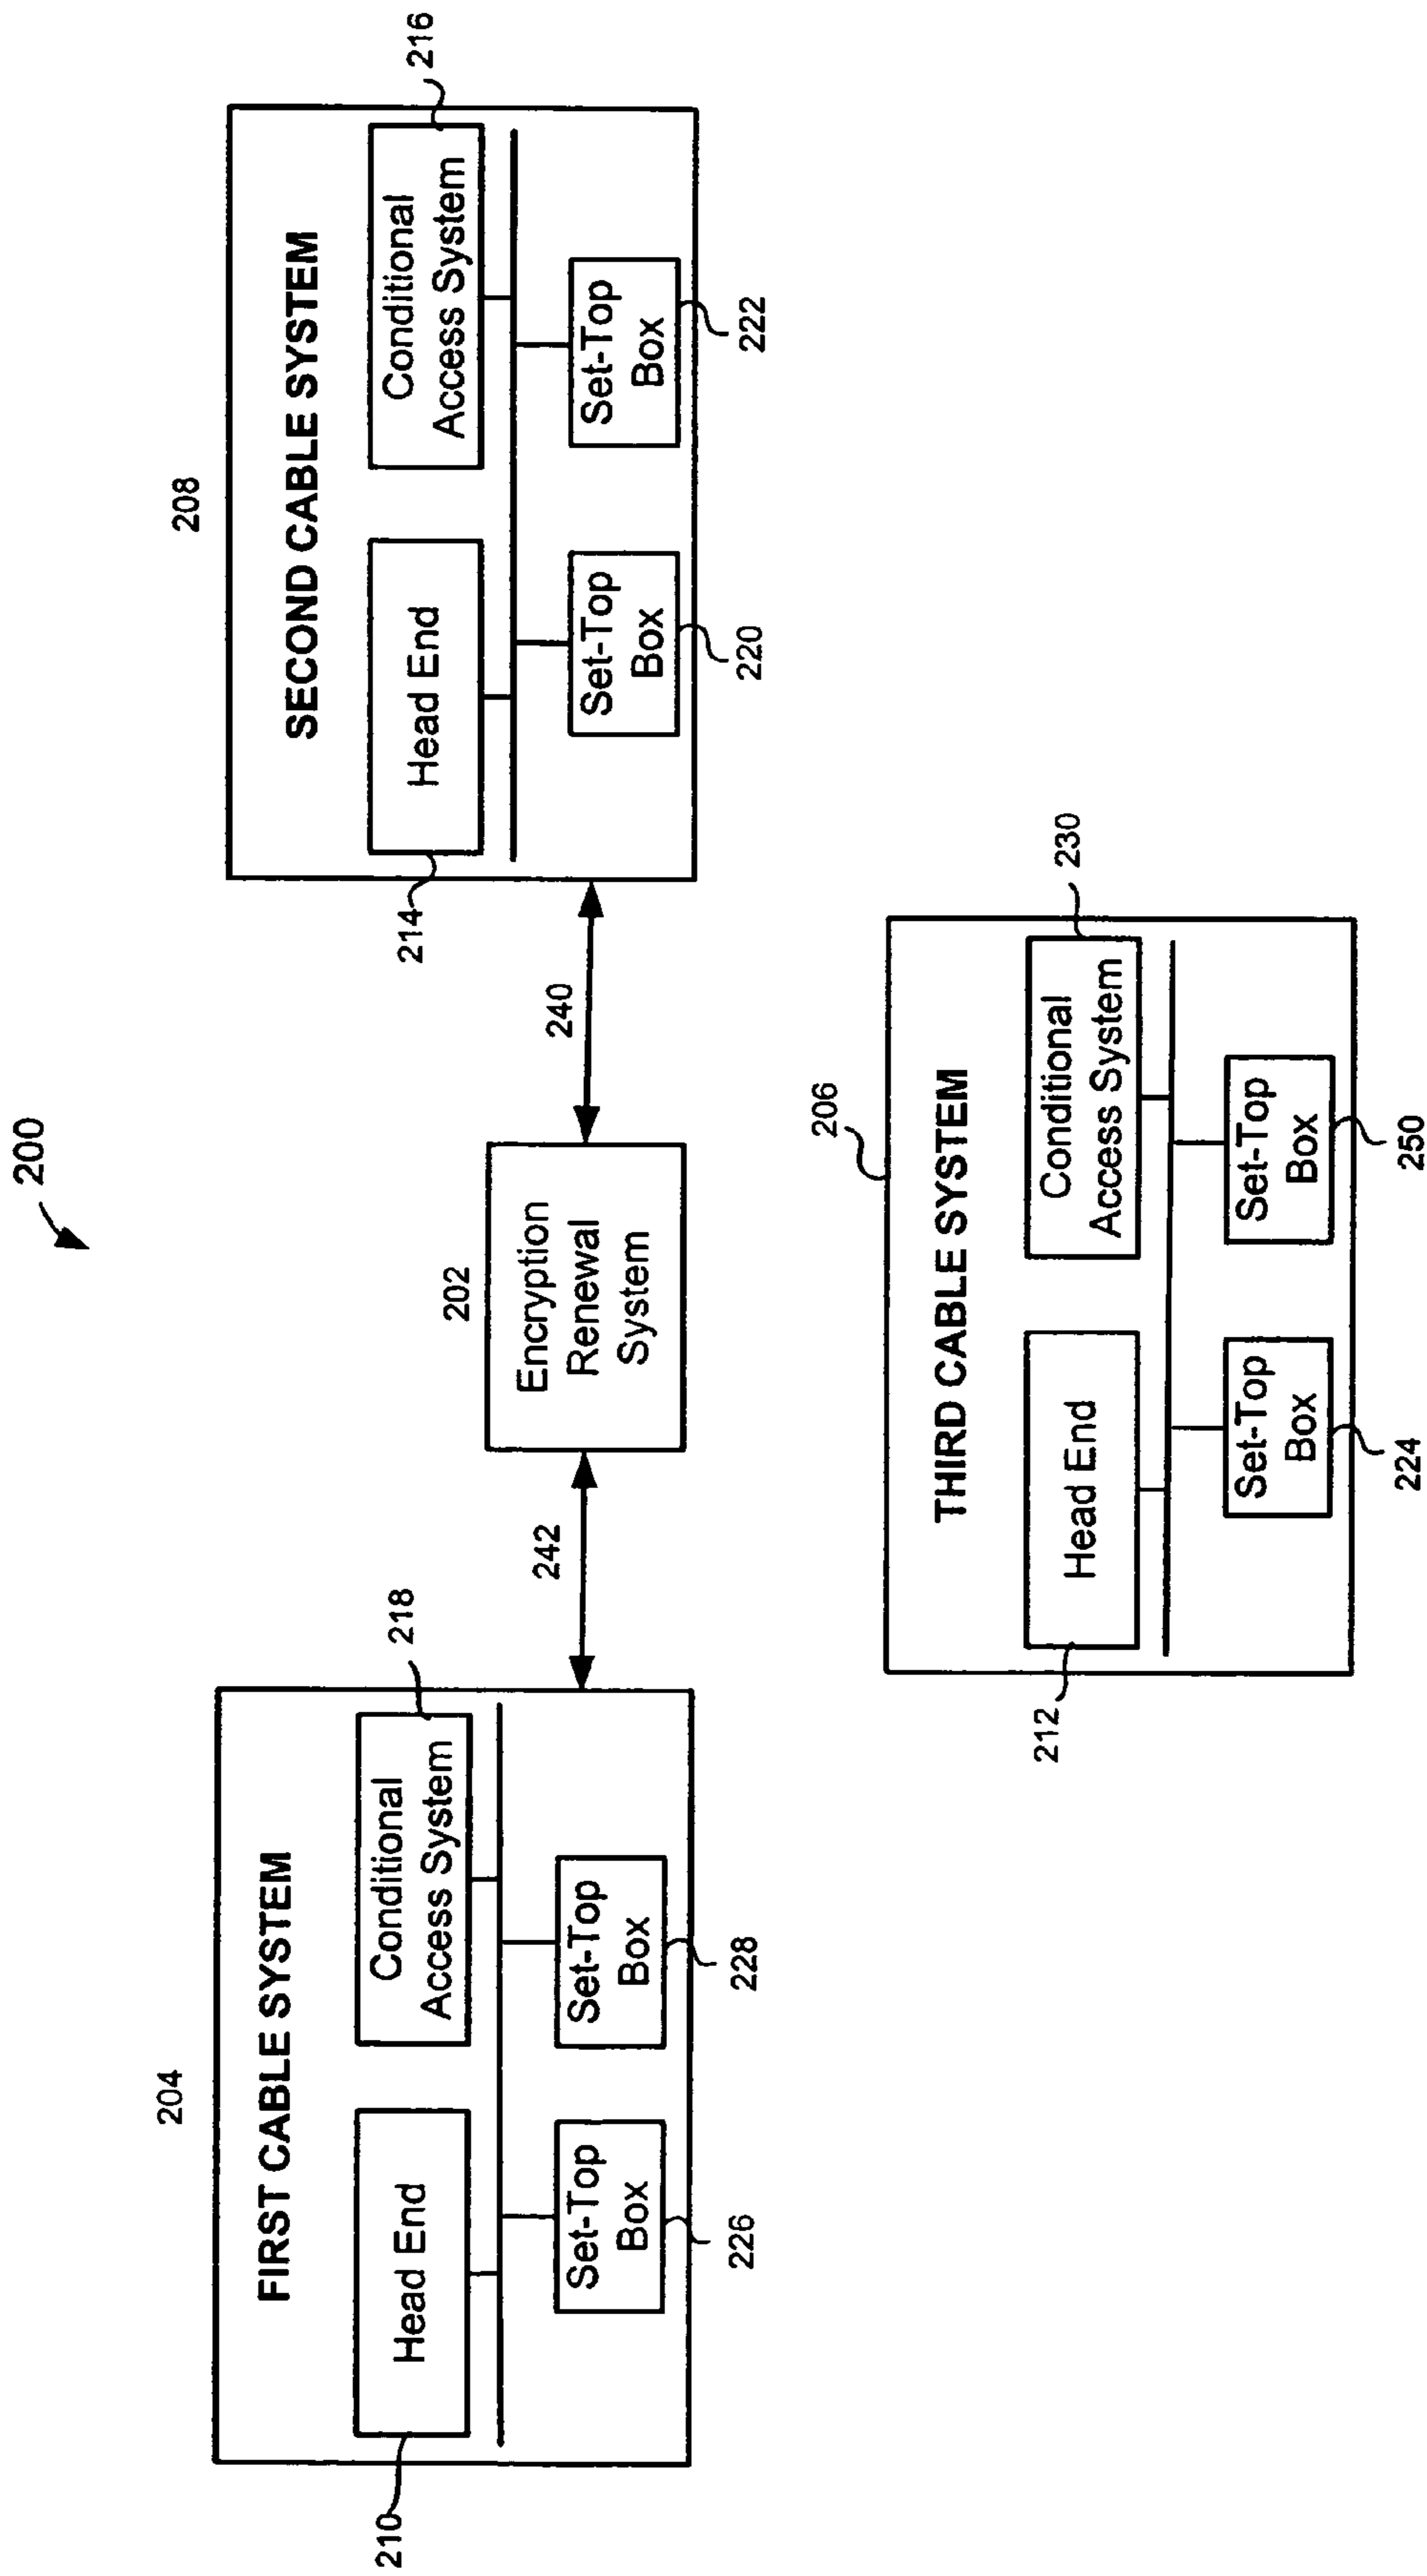 200
204
FIRST CABLE SYSTEM
Head End
210
Conditional
Access System
218
Set-Top
Box
226
Set-Top
Box
228
242
202
Encryption
Renewal
System
240
208
SECOND CABLE SYSTEM
Head End
214
Conditional
Access System
216
Set-Top
Box
220
Set-Top
Box
222
206
THIRD CABLE SYSTEM
Head End
212
Conditional
Access System
230
Set-Top
Box
224
Set-Top
Box
250